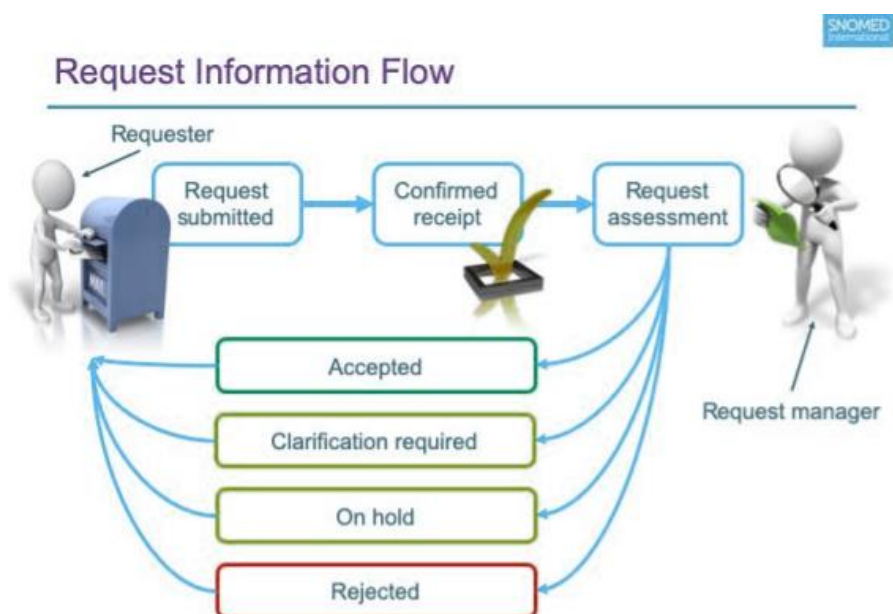 SNOMED
International
Request Information Flow
Requester
Request
submitted
Confirmed
receipt
Request
assessment
Accepted
Clarification required
On hold
Rejected
Request manager